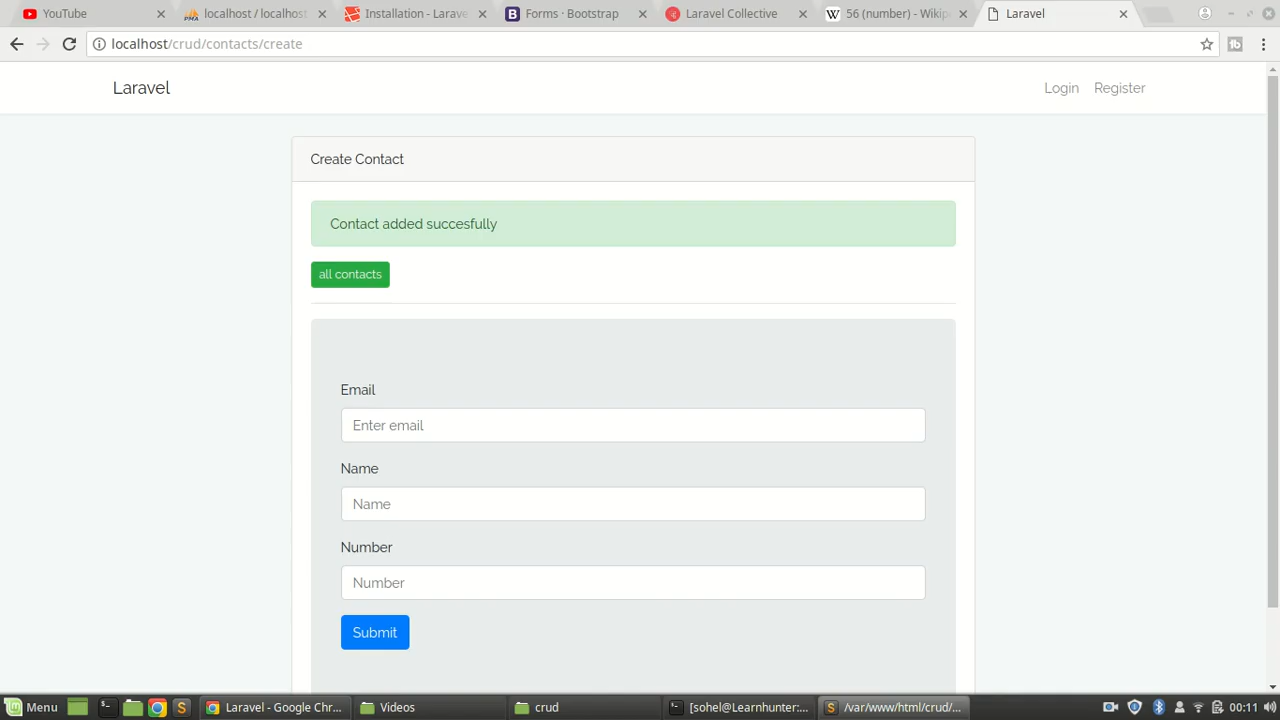 YouTube
localhost / localhost
Installation - Larave
Forms · Bootstrap
Laravel Collective
56 (number) - Wikip
Laravel
localhost/crud/contacts/create
Laravel
Login
Register
Create Contact
Contact added succesfully
all contacts
Email
Enter email
Name
Name
Number
Number
Submit
Menu
Laravel - Google Chr...
Videos
crud
[sohel@Learnhunter:...
/var/www/html/crud/...
00:11